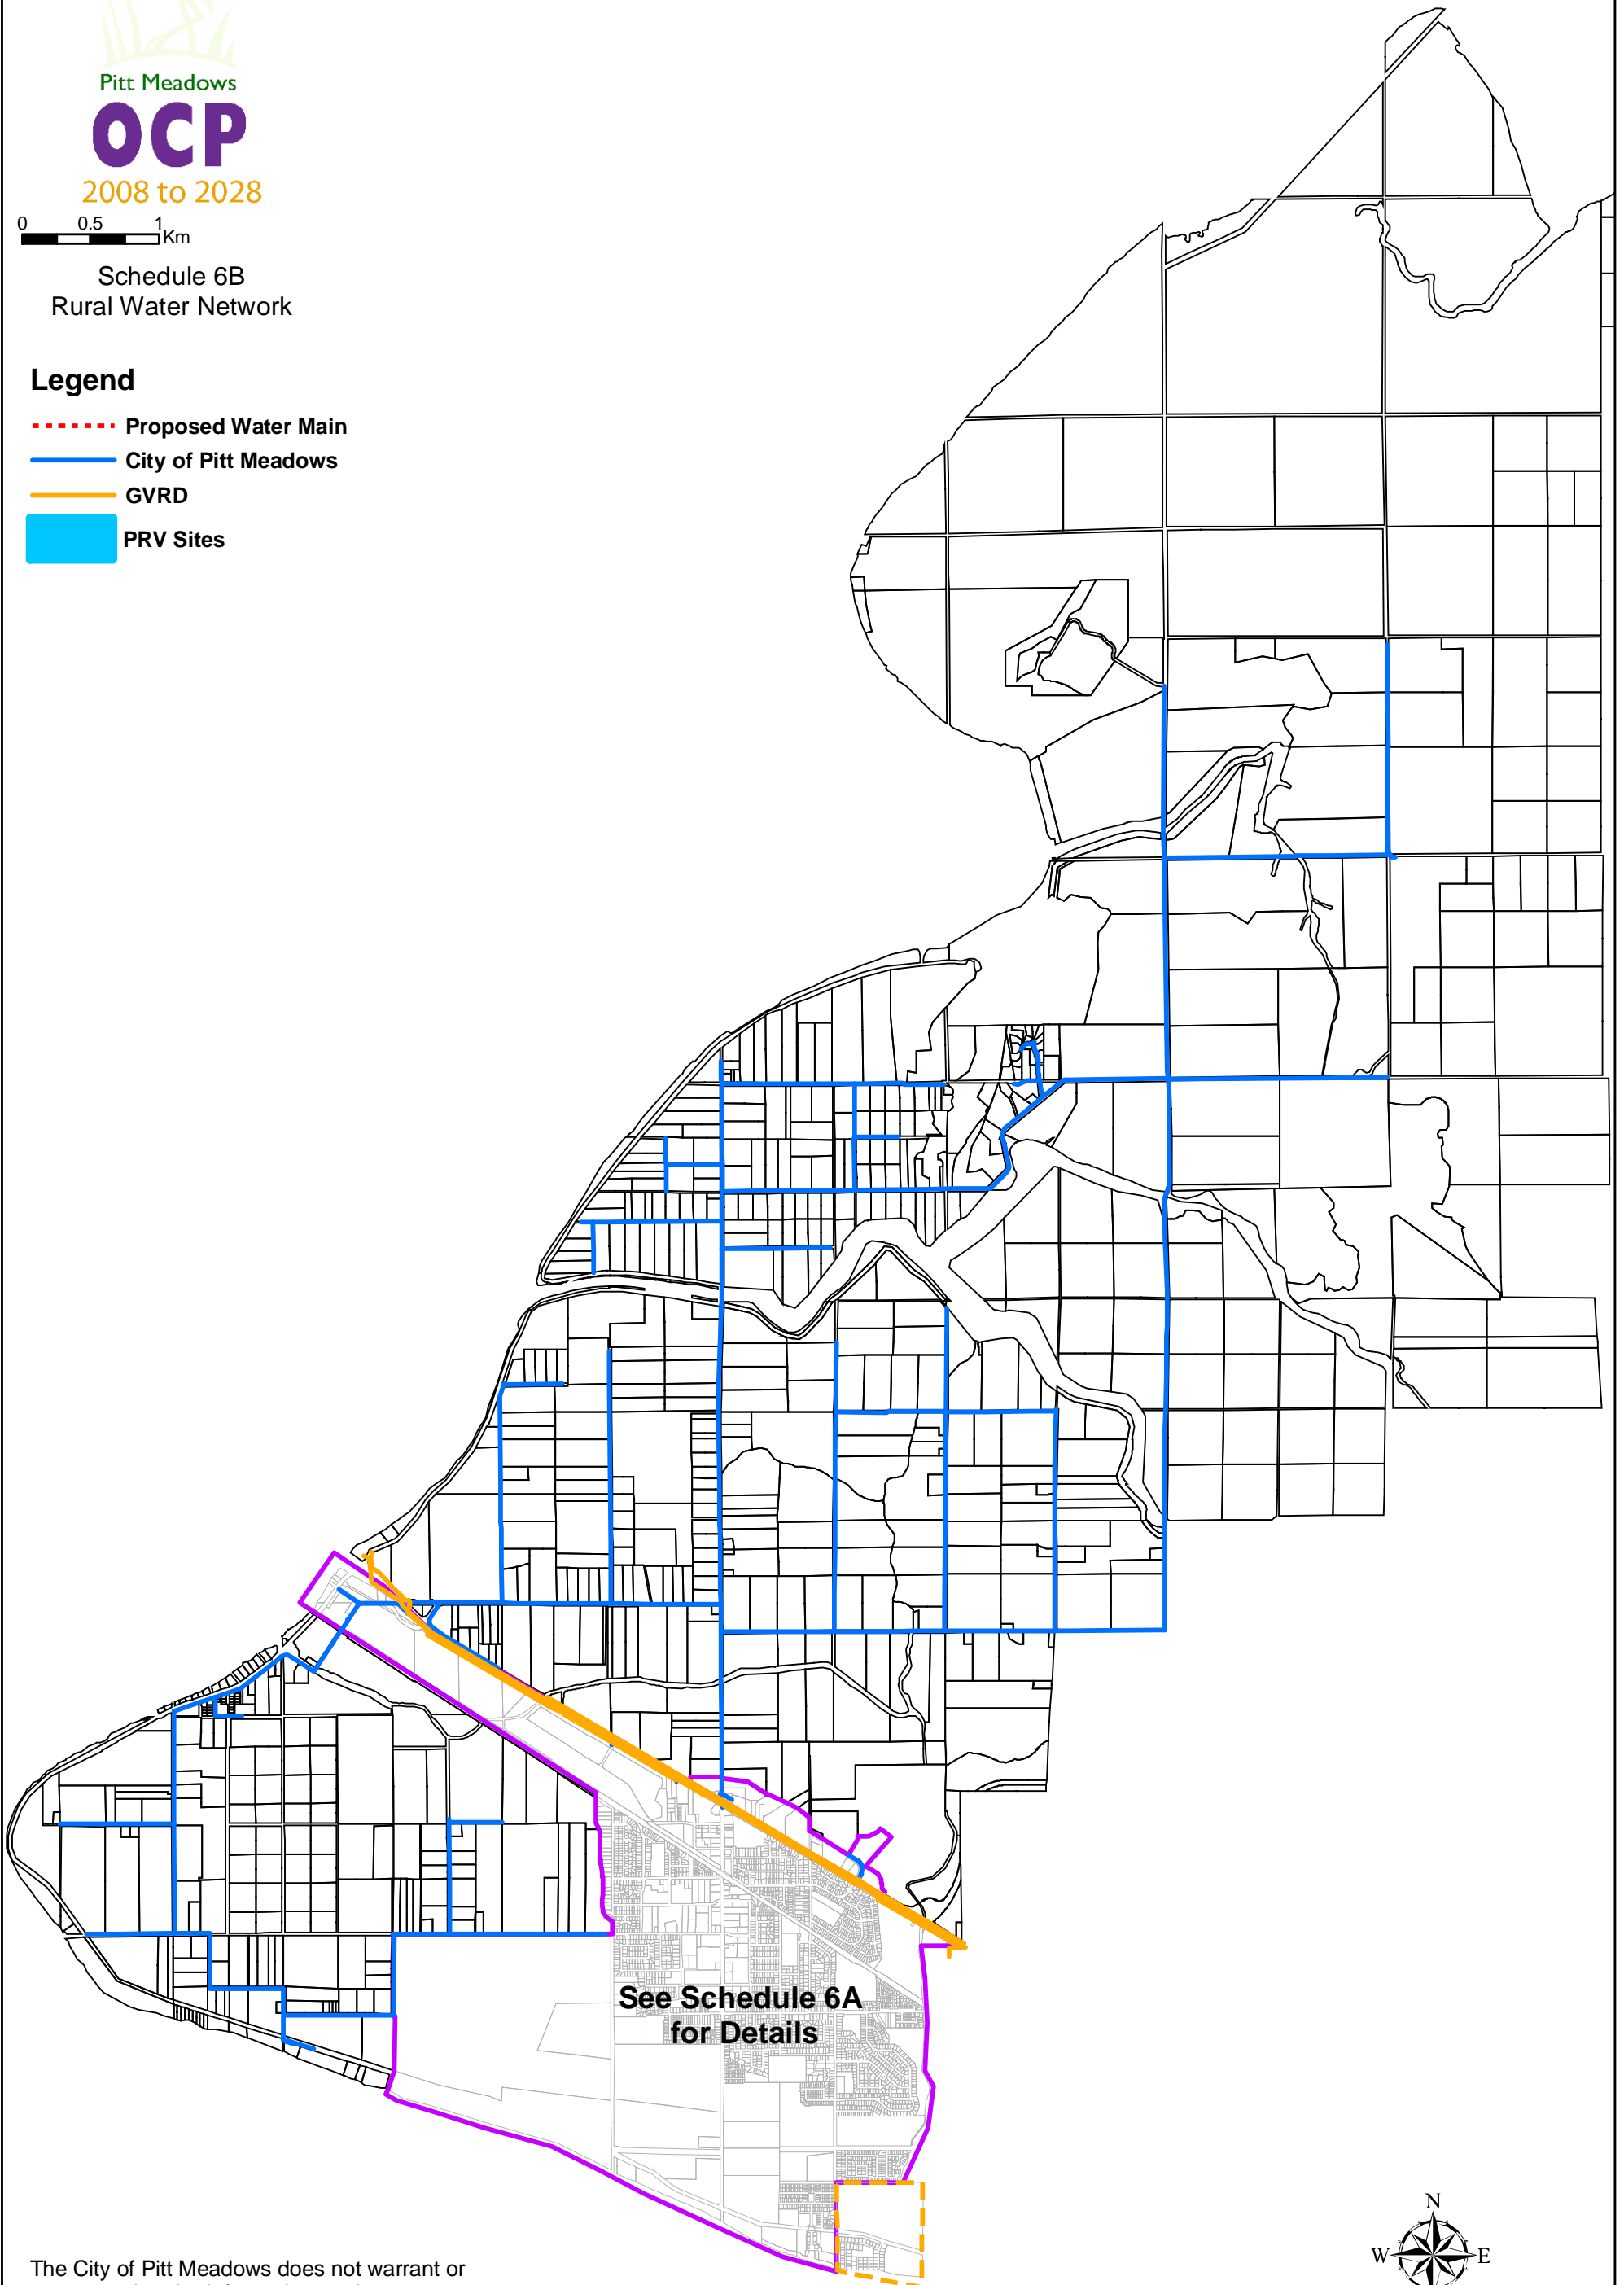 Pitt Meadows
OCP
2008 to 2028
0 0.5 1
Km
Schedule 6B
Rural Water Network
Legend
Proposed Water Main
City of Pitt Meadows
GVRD
PRV Sites
See Schedule 6A
for Details
N
W E
The City of Pitt Meadows does not warrant or